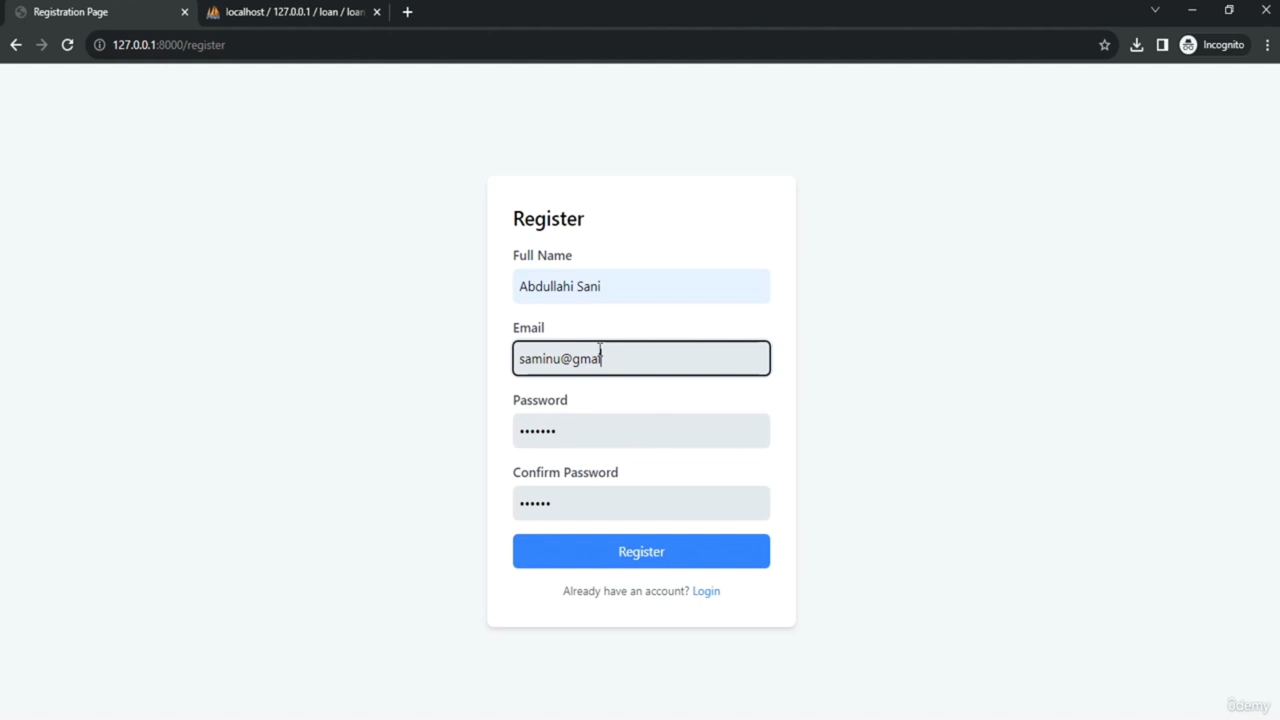 Registration Page
localhost / 127.0.0.1 / loan / loan
127.0.0.1:8000/register
Incognito
Register
Full Name
Abdullahi Sani
Email
saminu@gmai
Password
•••••••
Confirm Password
••••••
Register
Already have an account? Login
ûdemy